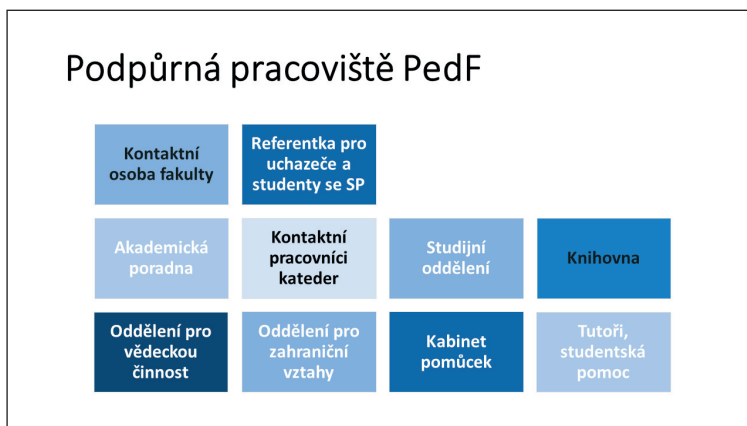 Podpůrná pracoviště PedF
Kontaktní
osoba fakulty
Referentka pro
uchazeče a
studenty se SP
Akademická
poradna
Kontaktní
pracovníci
kateder
Studijní
oddělení
Knihovna
Oddělení pro
vědeckou
činnost
Oddělení pro
zahraniční
vztahy
Kabinet
pomůcek
Tutoři,
studentská
pomoc